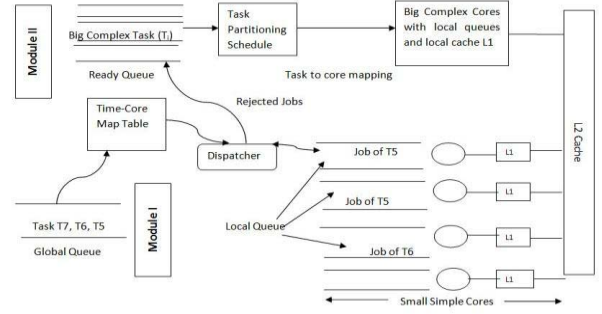 Module II
Big Complex Task (Ti)
Ready Queue
Task
Partitioning
Schedule
Big Complex Cores
with local queues
and local cache L1
Task to core mapping
Rejected Jobs
Time-Core
Map Table
Dispatcher
Task T7, T6, T5
Global Queue
Module I
Local Queue
Job of T5
Job of T5
Job of T6
L1
L1
L1
L1
L2 Cache
Small Simple Cores